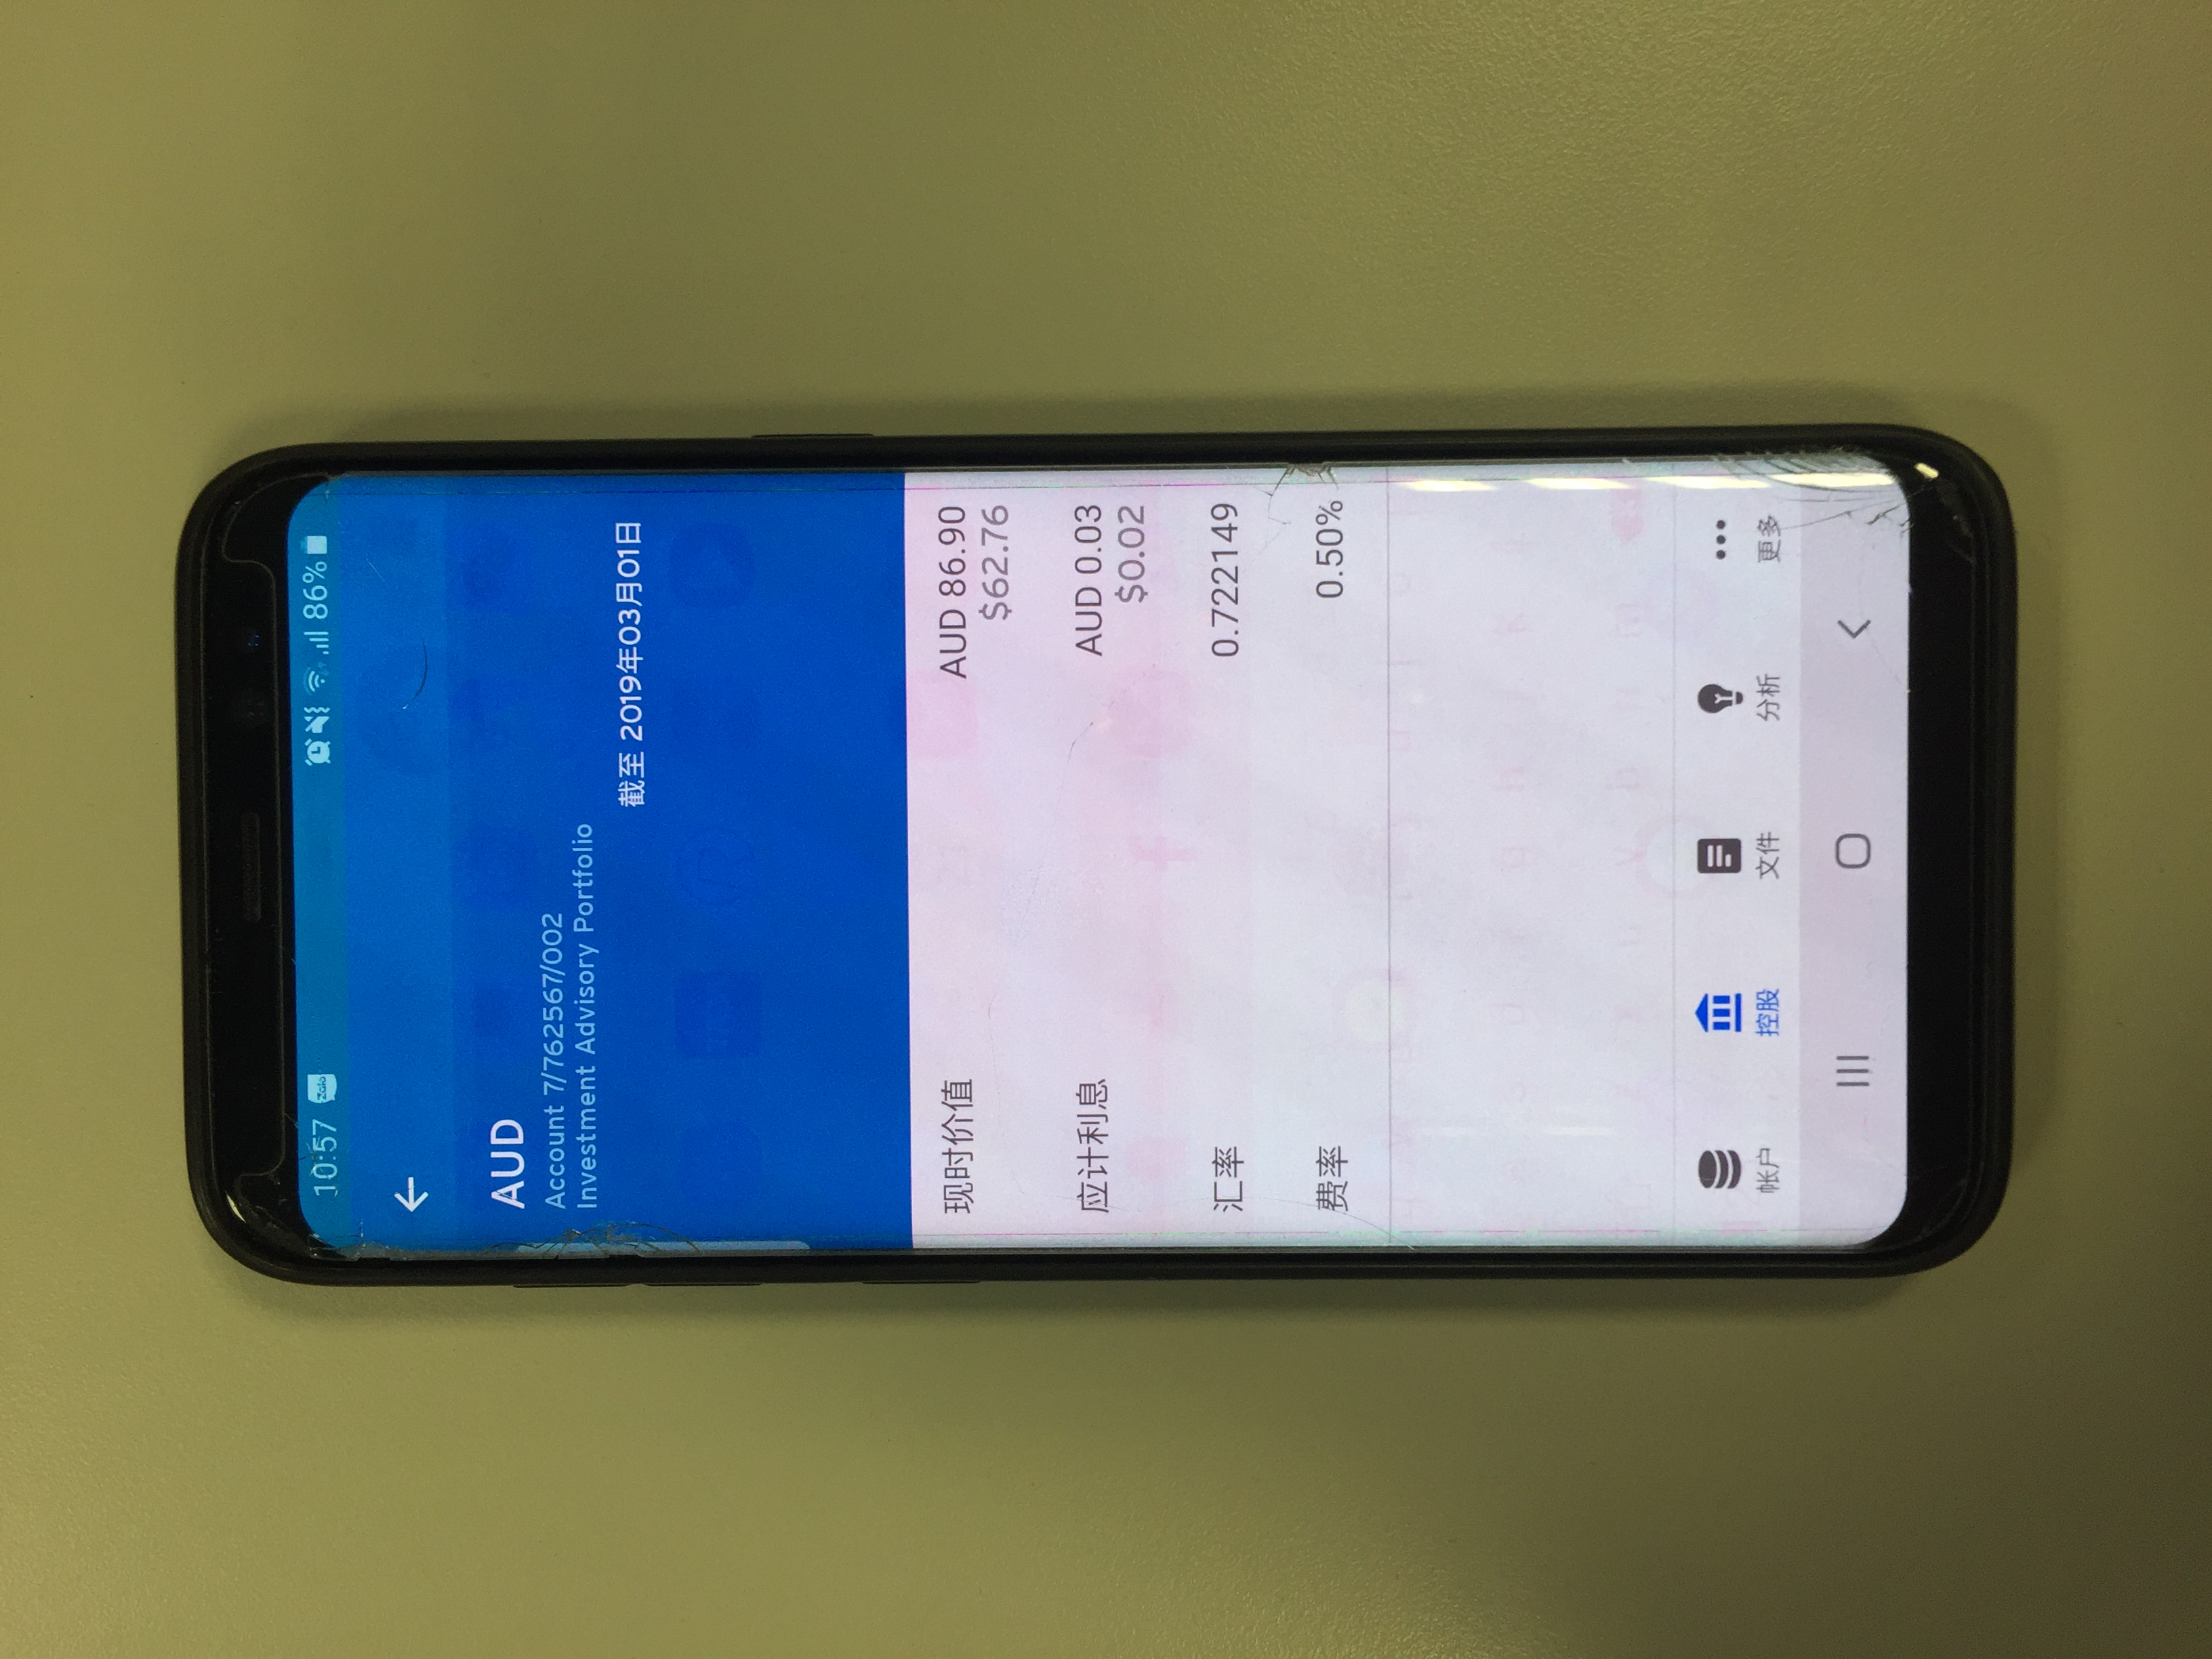 10:57 Zalo 86%
AUD
Account 7/762567/002
Investment Advisory Portfolio
截至 2019年03月01日
现时价值 AUD 86.90
$62.76
应计利息 AUD 0.03
$0.02
汇率 0.722149
费率 0.50%
帐户 控股 文件 分析 更多